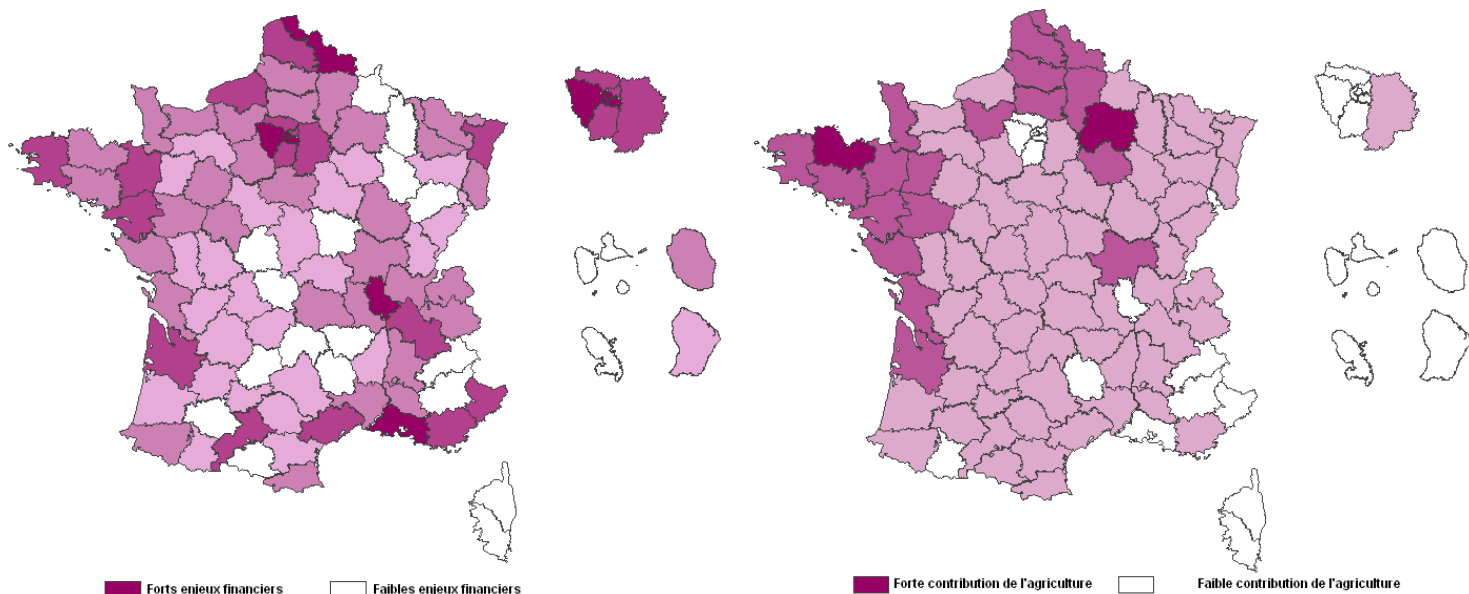 Forts enjeux financiers
Faibles enjeux financiers
Forte contribution de l'agriculture
Faible contribution de l'agriculture